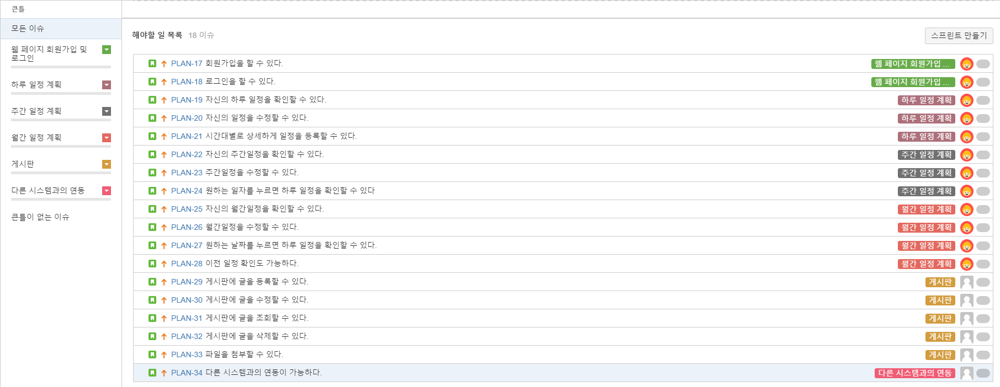 큰틀
모든 이슈
웹 페이지 회원가입 및
로그인
하루 일정 계획
주간 일정 계획
월간 일정 계획
게시판
다른 시스템과의 연동
큰틀이 없는 이슈
해야할 일 목록 18 이슈
스프린트 만들기
PLAN-17 회원가입을 할 수 있다. 웹 페이지 회원가입 ...
PLAN-18 로그인을 할 수 있다. 웹 페이지 회원가입 ...
PLAN-19 자신의 하루 일정을 확인할 수 있다. 하루 일정 계획
PLAN-20 자신의 일정을 수정할 수 있다. 하루 일정 계획
PLAN-21 시간대별로 상세하게 일정을 등록할 수 있다. 하루 일정 계획
PLAN-22 자신의 주간일정을 확인할 수 있다. 주간 일정 계획
PLAN-23 주간일정을 수정할 수 있다. 주간 일정 계획
PLAN-24 원하는 일자를 누르면 하루 일정을 확인할 수 있다 주간 일정 계획
PLAN-25 자신의 월간일정을 확인할 수 있다. 월간 일정 계획
PLAN-26 월간일정을 수정할 수 있다. 월간 일정 계획
PLAN-27 원하는 날짜를 누르면 하루 일정을 확인할 수 있다. 월간 일정 계획
PLAN-28 이전 일정 확인도 가능하다. 월간 일정 계획
PLAN-29 게시판에 글을 등록할 수 있다. 게시판
PLAN-30 게시판에 글을 수정할 수 있다. 게시판
PLAN-31 게시판에 글을 조회할 수 있다. 게시판
PLAN-32 게시판에 글을 삭제할 수 있다. 게시판
PLAN-33 파일을 첨부할 수 있다. 게시판
PLAN-34 다른 시스템과의 연동이 가능하다. 다른 시스템과의 연동